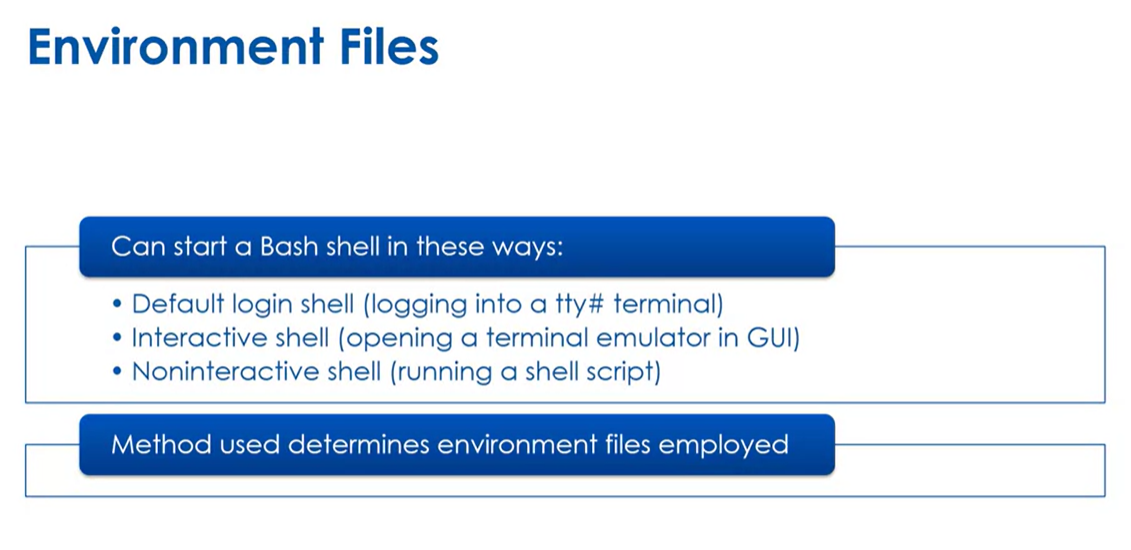 Environment Files
Can start a Bash shell in these ways:
• Default login shell (logging into a tty# terminal)
• Interactive shell (opening a terminal emulator in GUI)
• Noninteractive shell (running a shell script)
Method used determines environment files employed